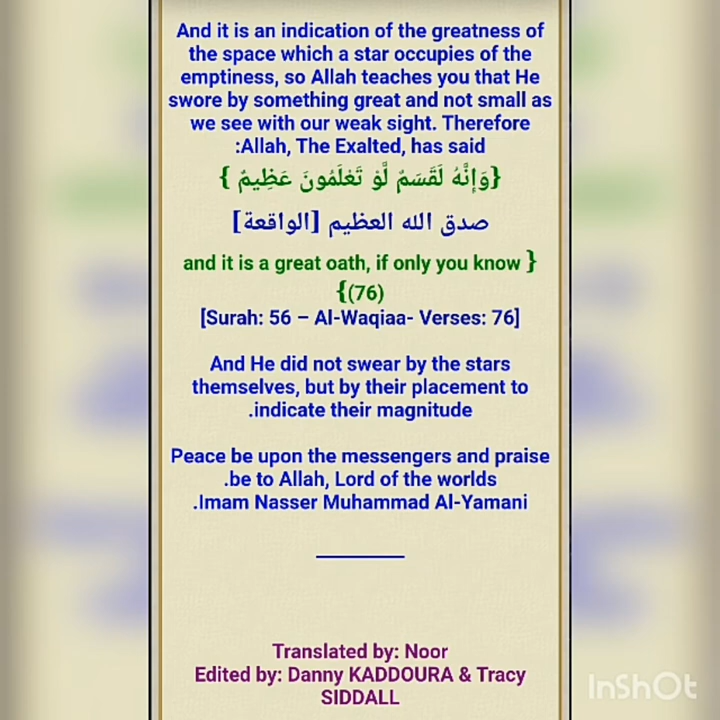 And it is an indication of the greatness of
the space which a star occupies of the
emptiness, so Allah teaches you that He
swore by something great and not small as
we see with our weak sight. Therefore
:Allah, The Exalted, has said
{وَإِنَّهُ لَقَسَمٌ لَّوْ تَعْلَمُونَ عَظِيمٌ }
صدق الله العظيم [الواقعة]
and it is a great oath, if only you know }
{(76)
[Surah: 56 – Al-Waqiaa- Verses: 76]
And He did not swear by the stars
themselves, but by their placement to
.indicate their magnitude
Peace be upon the messengers and praise
.be to Allah, Lord of the worlds
.Imam Nasser Muhammad Al-Yamani
Translated by: Noor
Edited by: Danny KADDOURA & Tracy
SIDDALL
InShOt